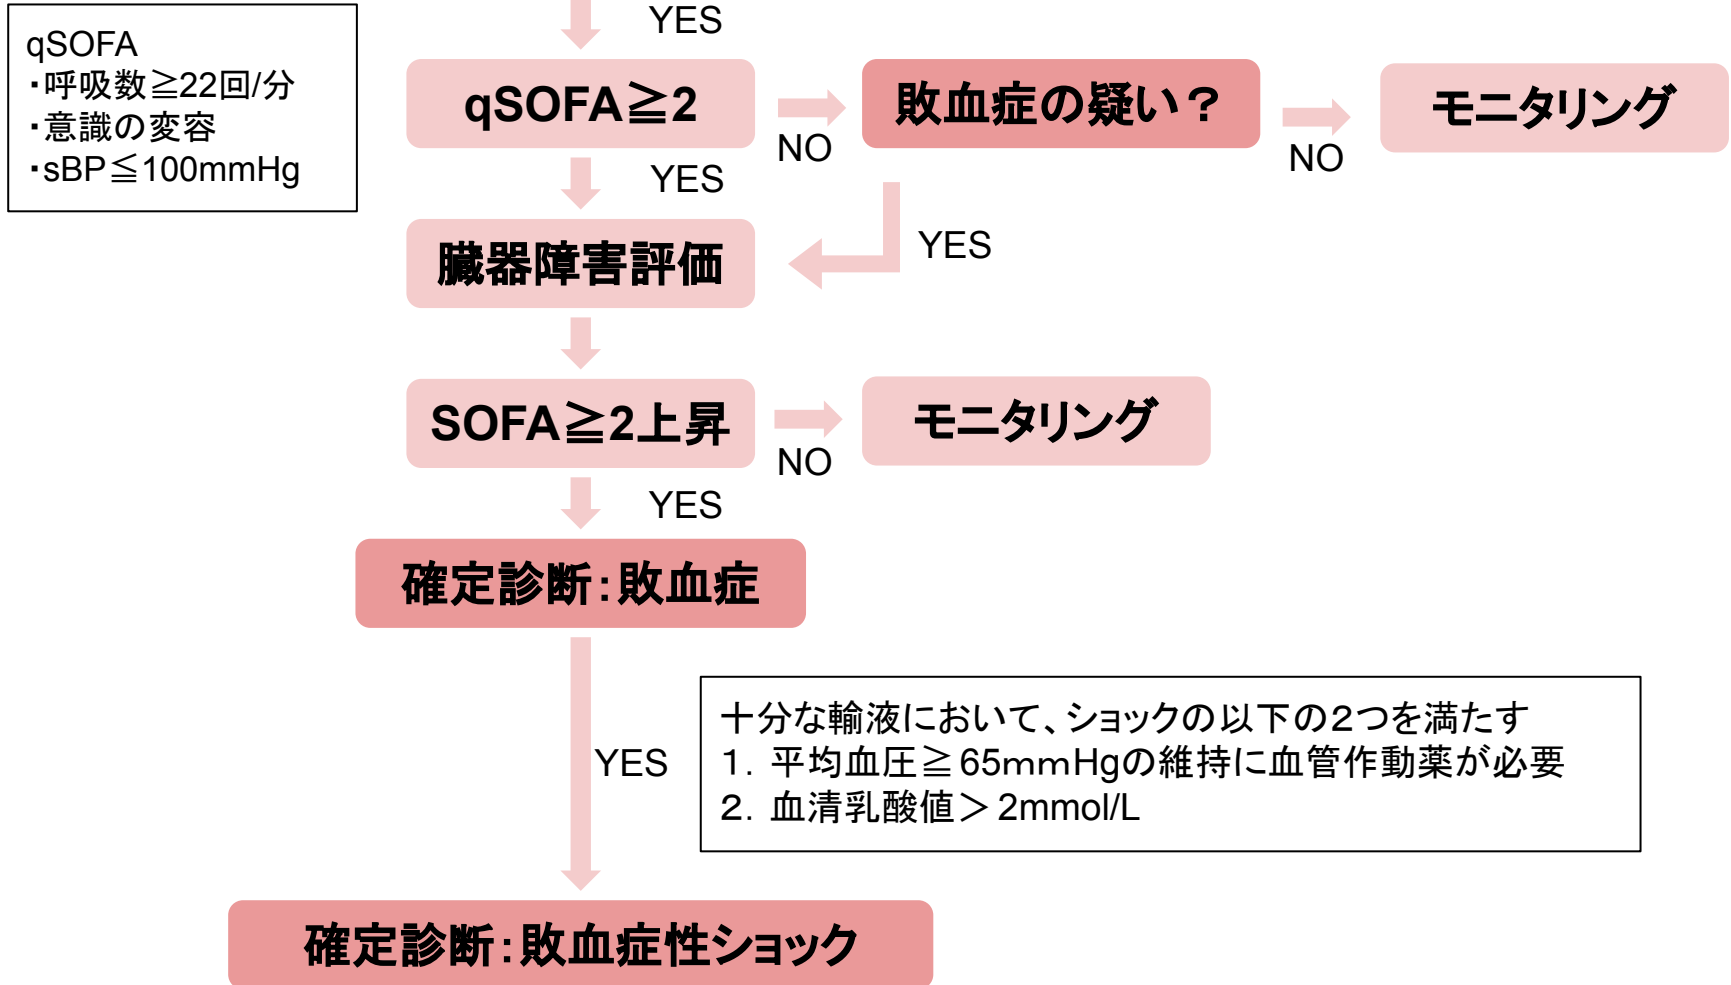 YES
qSOFA
・呼吸数≧22回/分
・意識の変容
・sBP≦100mmHg
qSOFA≧2
NO
敗血症の疑い？
NO
モニタリング
YES
YES
臓器障害評価
SOFA≧2上昇
NO
モニタリング
YES
確定診断：敗血症
YES
十分な輸液において、ショックの以下の２つを満たす
１．平均血圧≧65ｍｍHgの維持に血管作動薬が必要
２．血清乳酸値＞2mmol/L
確定診断：敗血症性ショック